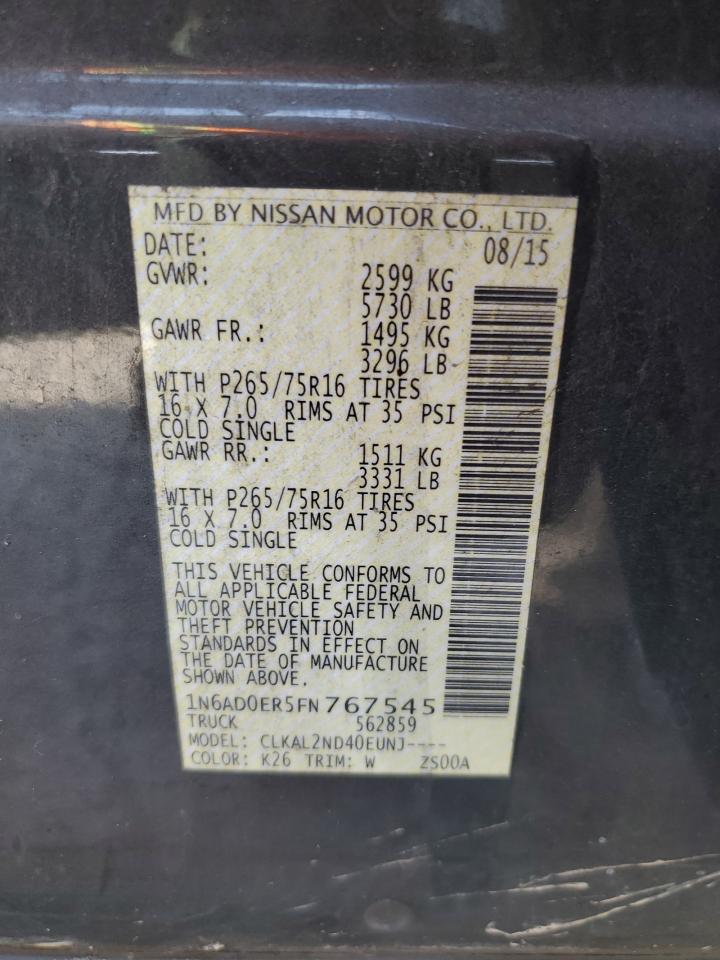 MFD BY NISSAN MOTOR CO., LTD.
DATE: 08/15
GVWR: 2599 KG
5730 LB
GAWR FR.: 1495 KG
3296 LB
WITH P265/75R16 TIRES
16 X 7.0 RIMS AT 35 PSI
COLD SINGLE
GAWR RR.: 1511 KG
3331 LB
WITH P265/75R16 TIRES
16 X 7.0 RIMS AT 35 PSI
COLD SINGLE
THIS VEHICLE CONFORMS TO
ALL APPLICABLE FEDERAL
MOTOR VEHICLE SAFETY AND
THEFT PREVENTION
STANDARDS IN EFFECT ON
THE DATE OF MANUFACTURE
SHOWN ABOVE.
1N6AD0ER5FN767545
TRUCK 562859
MODEL: CLKAL2ND40EUNJ----
COLOR: K26 TRIM: W ZS00A